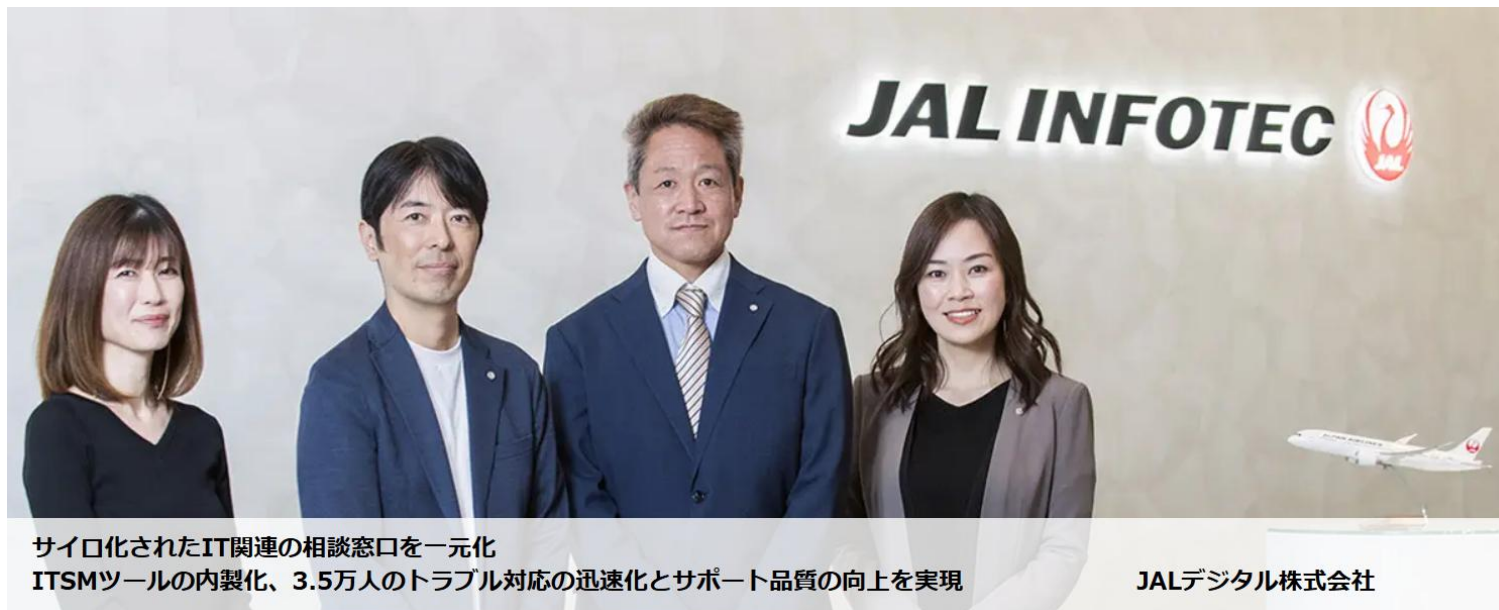 JAL INFOTEC
JAL
JAPAN AIRLINES
サイロ化されたIT関連の相談窓口を一元化
ITSMツールの内製化、3.5万人のトラブル対応の迅速化とサポート品質の向上を実現
JALデジタル株式会社